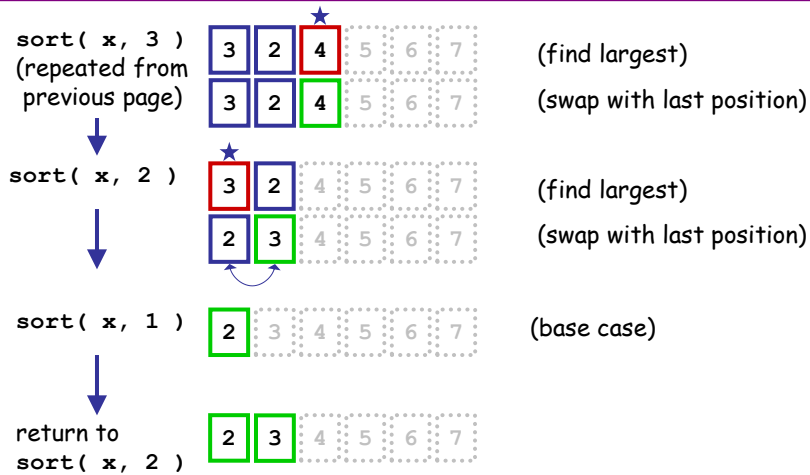 sort( x, 3 )
(repeated from
previous page)
3 2 4 5 6 7
(find largest)
3 2 4 5 6 7
(swap with last position)
sort( x, 2 )
3 2 4 5 6 7
(find largest)
2 3 4 5 6 7
(swap with last position)
sort( x, 1 )
2 3 4 5 6 7
(base case)
return to
sort( x, 2 )
2 3 4 5 6 7